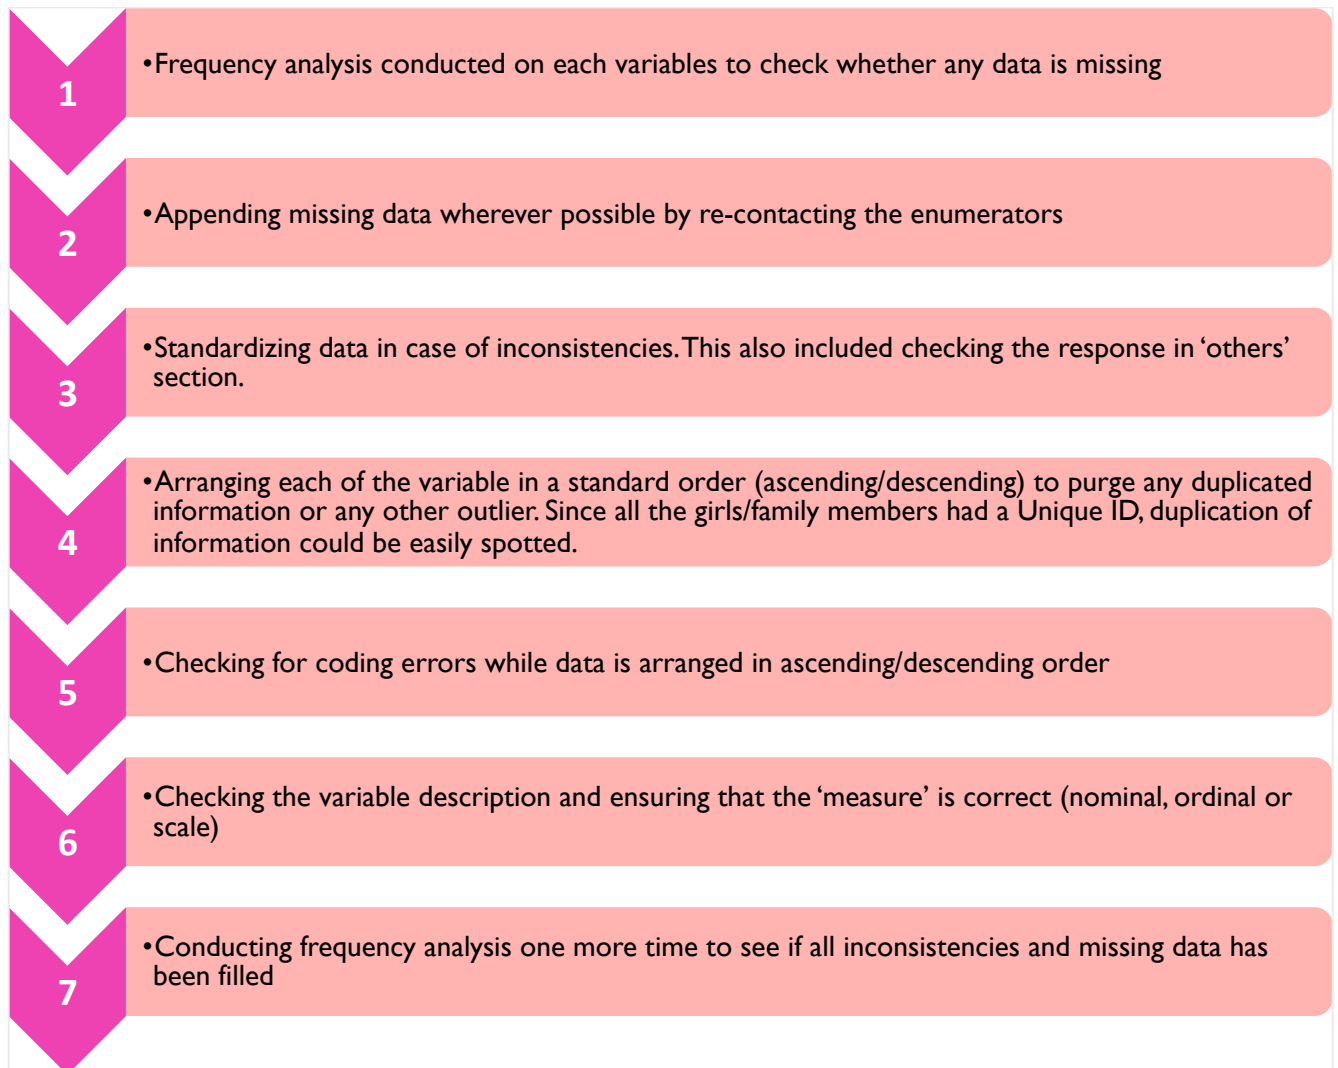 1
•Frequency analysis conducted on each variables to check whether any data is missing
2
•Appending missing data wherever possible by re-contacting the enumerators
3
•Standardizing data in case of inconsistencies. This also included checking the response in ‘others’
section.
4
•Arranging each of the variable in a standard order (ascending/descending) to purge any duplicated
information or any other outlier. Since all the girls/family members had a Unique ID, duplication of
information could be easily spotted.
5
•Checking for coding errors while data is arranged in ascending/descending order
6
•Checking the variable description and ensuring that the ‘measure’ is correct (nominal, ordinal or
scale)
7
•Conducting frequency analysis one more time to see if all inconsistencies and missing data has
been filled